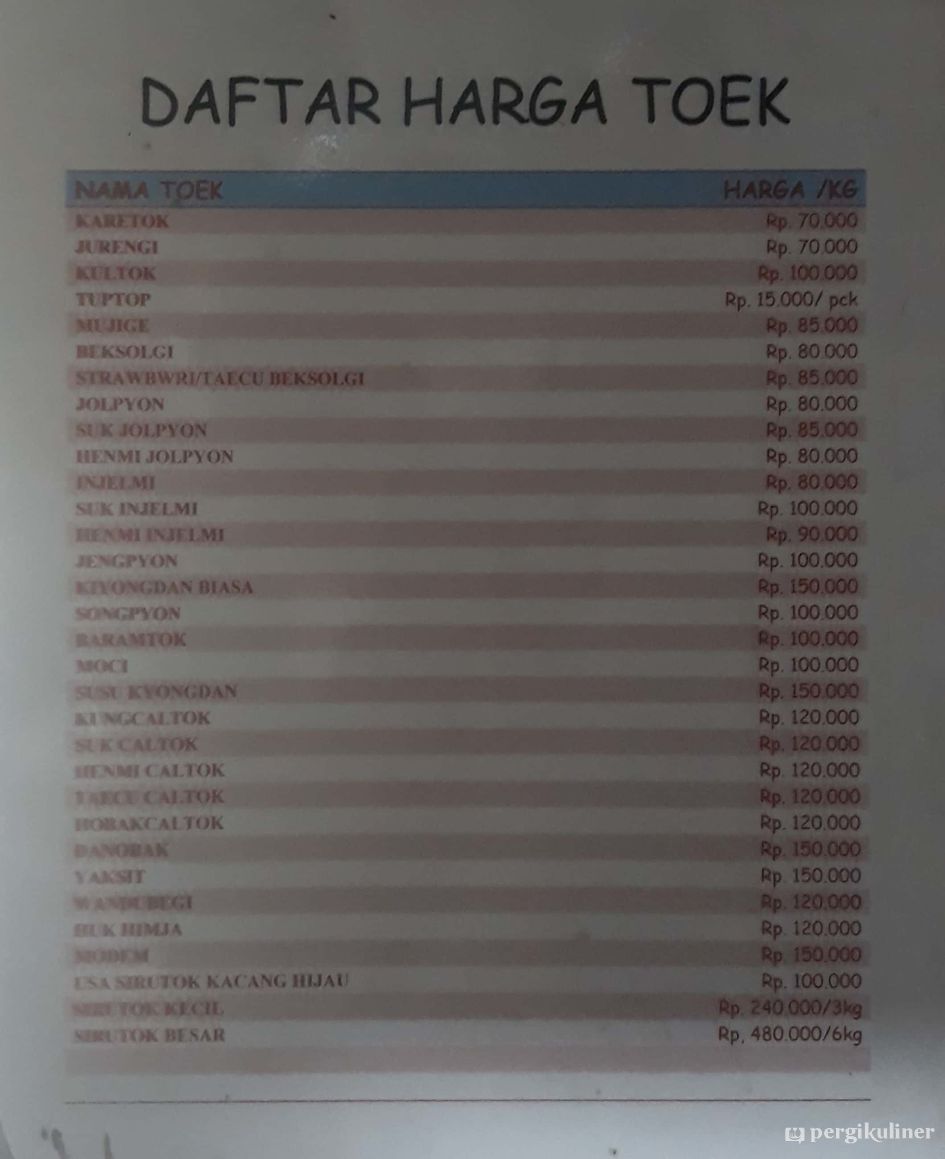 DAFTAR HARGA TOEK
NAMA TOEK HARGA /KG
KARETOK Rp. 70.000
JURENGI Rp. 70.000
KULTOK Rp. 100.000
TUPTOP Rp. 15.000/ pck
MUJIGE Rp. 85.000
BEKSOLGI Rp. 80.000
STRAWBWRI/TAECU BEKSOLGI Rp. 85.000
JOLPYON Rp. 80.000
SUK JOLPYON Rp. 85.000
HENMI JOLPYON Rp. 80.000
INJELMI Rp. 80.000
SUK INJELMI Rp. 100.000
HENMI INJELMI Rp. 90.000
JENGPYON Rp. 100.000
KIYONGDAN BIASA Rp. 150.000
SONGPYON Rp. 100.000
BARAMTOK Rp. 100.000
MOCI Rp. 100.000
SUSU KYONGDAN Rp. 150.000
KUNGCALTOK Rp. 120.000
SUK CALTOK Rp. 120.000
HENMI CALTOK Rp. 120.000
TAECU CALTOK Rp. 120.000
HOBAKCALTOK Rp. 120.000
DANOBAK Rp. 150.000
YAKSIT Rp. 150.000
WANDUBEGI Rp. 120.000
HUK HIMJA Rp. 120.000
MODEM Rp. 150.000
USA SIRUTOK KACANG HIJAU Rp. 100.000
SIRUTOK KECIL Rp. 240.000/3kg
SIRUTOK BESAR Rp, 480.000/6kg
pergikuliner